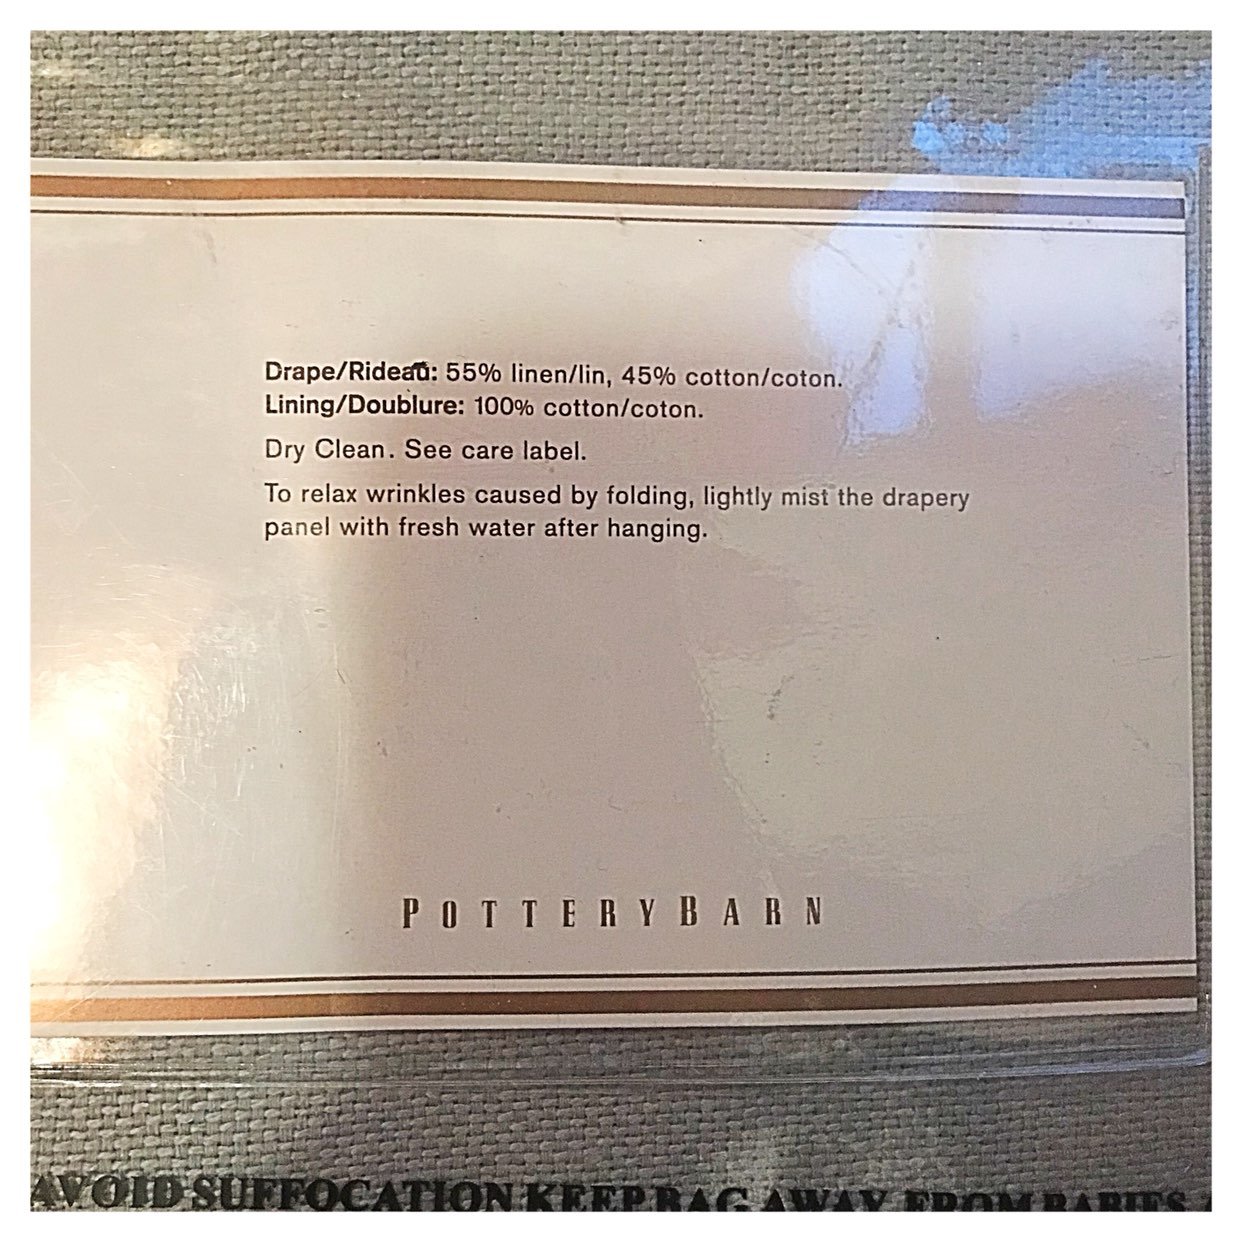 Drape/Rideau: 55% linen/lin, 45% cotton/coton.
Lining/Doublure: 100% cotton/coton.
Dry Clean. See care label.
To relax wrinkles caused by folding, lightly mist the drapery
panel with fresh water after hanging.
POTTERYBARN
AVOID SUFFOCATION KEEP BAG AWAY FROM BABIES